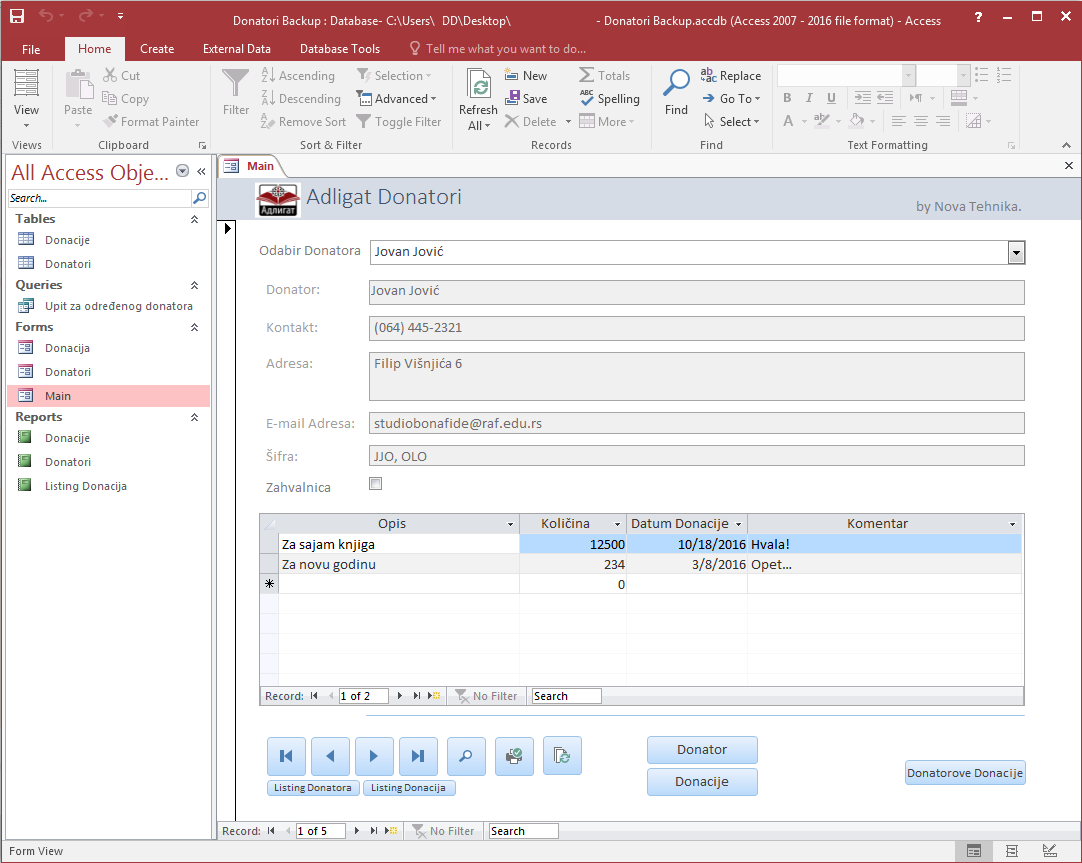 Donatori Backup : Database- C:\Users\ DD\Desktop\ - Donatori Backup.accdb (Access 2007 - 2016 file format) - Access ?
File Home Create External Data Database Tools Tell me what you want to do...
View Views
Paste Cut Copy Format Painter Clipboard
Filter Ascending Descending Remove Sort Selection Advanced Toggle Filter Sort & Filter
Refresh All New Save Delete Totals Spelling More Records
Find Replace Go To Select Find
B I U A Text Formatting
All Access Obje...
Search...
Tables
Donacije
Donatori
Queries
Upit za određenog donatora
Forms
Donacija
Donatori
Main
Reports
Donacije
Donatori
Listing Donacija
Main
Адлигат
Adligat Donatori
by Nova Tehnika.
Odabir Donatora Jovan Jović
Donator: Jovan Jović
Kontakt: (064) 445-2321
Adresa: Filip Višnjića 6
E-mail Adresa: studiobonafide@raf.edu.rs
Šifra: JJO, OLO
Zahvalnica
Opis Količina Datum Donacije Komentar
Za sajam knjiga 12500 10/18/2016 Hvala!
Za novu godinu 234 3/8/2016 Opet...
0
Record: 1 of 2 No Filter Search
Listing Donatora Listing Donacija
Donator
Donacije
Donatorove Donacije
Record: 1 of 5 No Filter Search
Form View